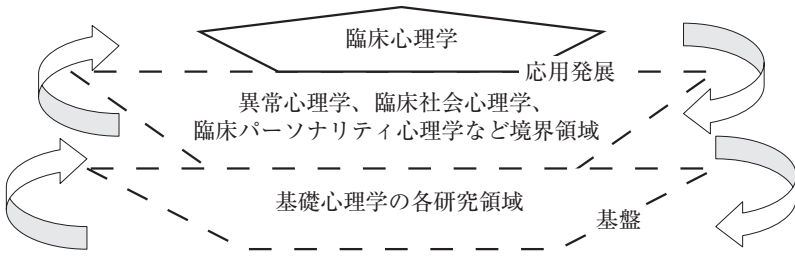 臨床心理学
応用発展
異常心理学、臨床社会心理学、
臨床パーソナリティ心理学など境界領域
基礎心理学の各研究領域
基盤